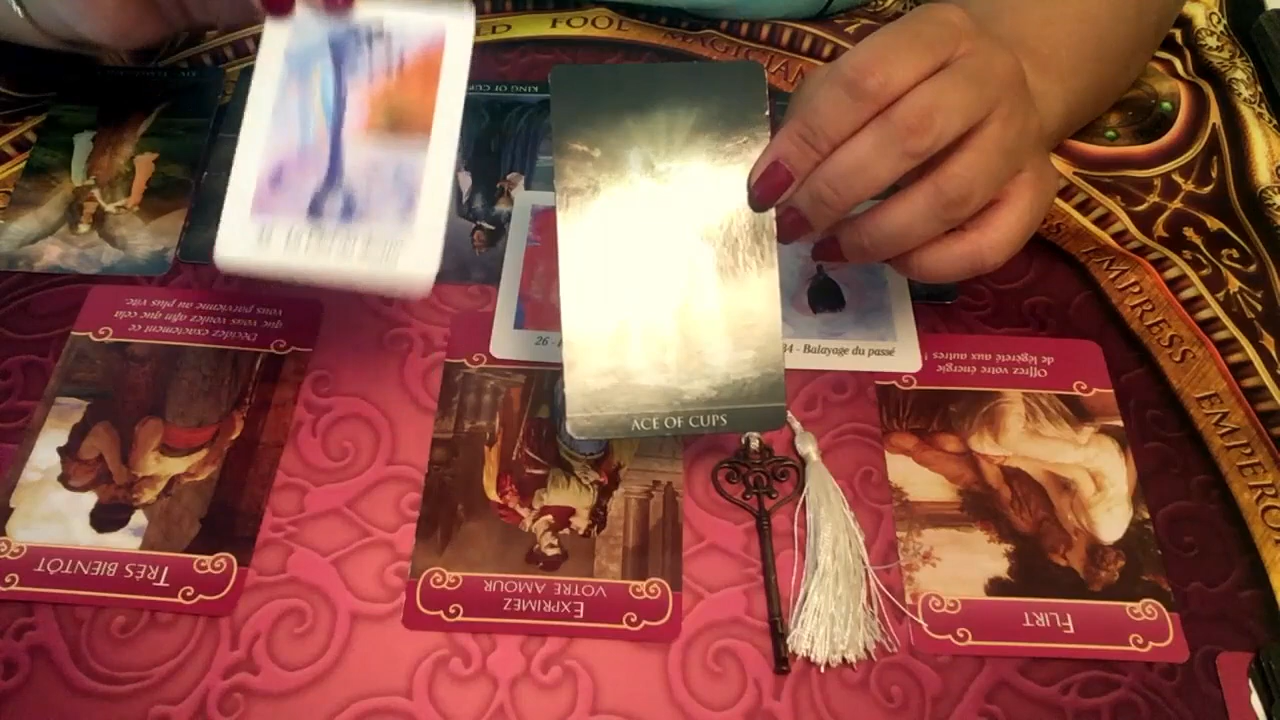 LD FOOL MAGICIAN
KING OF CUPS
26 -
34 - Balayage du passé
ACE OF CUPS
EMPRESS
EMPERO
Décidez exactement ce
que vous voulez afin que cela
vous parvienne au plus vite.
TRÈS BIENTÔT
EXPRIMEZ
VOTRE AMOUR
Offrez votre énergie
de légèreté aux autres !
FLIRT